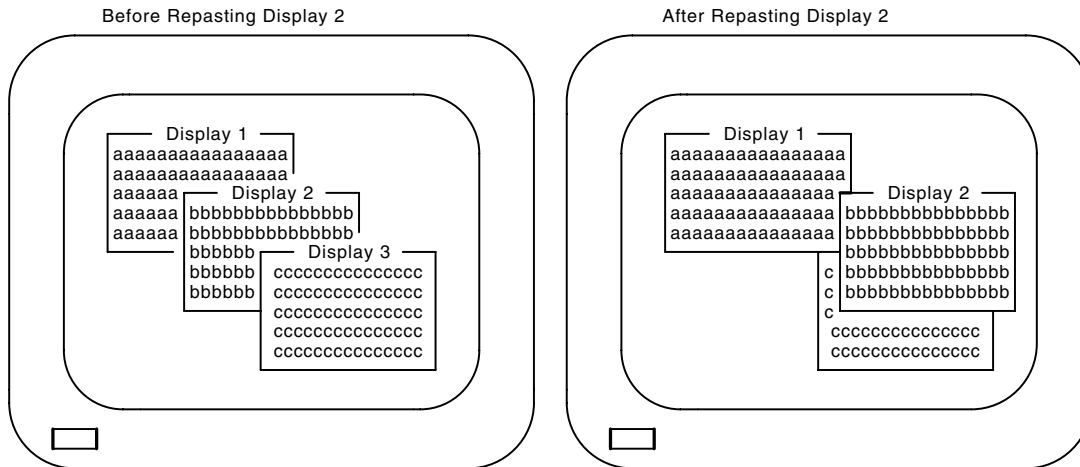 Before Repasting Display 2
Display 1
aaaaaaaaaaaaaaaa
aaaaaaaaaaaaaaaa
aaaaaa
aaaaaa
aaaaaa
Display 2
bbbbbbbbbbbbbbb
bbbbbbbbbbbbbbb
bbbbbb
bbbbbb
bbbbbb
Display 3
ccccccccccccccc
ccccccccccccccc
ccccccccccccccc
ccccccccccccccc
ccccccccccccccc
After Repasting Display 2
Display 1
aaaaaaaaaaaaaaaa
aaaaaaaaaaaaaaaa
aaaaaaaaaaaaaaa
aaaaaaaaaaaaaaa
aaaaaaaaaaaaaaa
Display 2
bbbbbbbbbbbbbbb
bbbbbbbbbbbbbbb
bbbbbbbbbbbbbbb
bbbbbbbbbbbbbbb
bbbbbbbbbbbbbbb
c
c
c
ccccccccccccccc
ccccccccccccccc